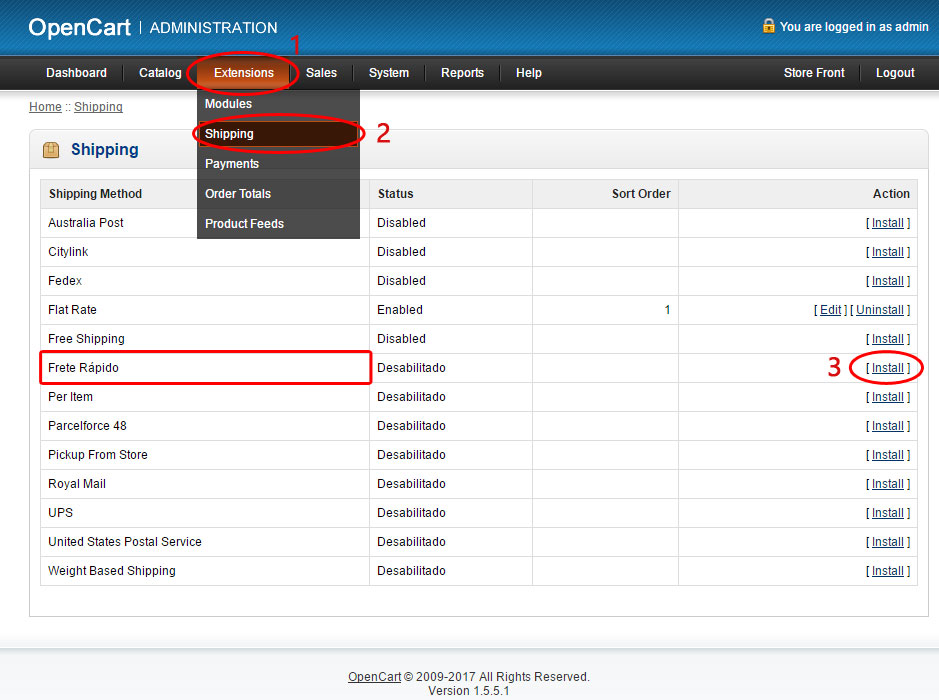 OpenCart | ADMINISTRATION
You are logged in as admin
1
Dashboard Catalog Extensions Sales System Reports Help Store Front Logout
Home :: Shipping
Modules
Shipping 2
Payments
Order Totals
Product Feeds
Shipping
Shipping Method Status Sort Order Action
Australia Post Disabled [ Install ]
Citylink Disabled [ Install ]
Fedex Disabled [ Install ]
Flat Rate Enabled 1 [ Edit ] [ Uninstall ]
Free Shipping Disabled [ Install ]
Frete Rápido Desabilitado 3 [ Install ]
Per Item Desabilitado [ Install ]
Parcelforce 48 Desabilitado [ Install ]
Pickup From Store Desabilitado [ Install ]
Royal Mail Desabilitado [ Install ]
UPS Desabilitado [ Install ]
United States Postal Service Desabilitado [ Install ]
Weight Based Shipping Desabilitado [ Install ]
OpenCart © 2009-2017 All Rights Reserved.
Version 1.5.5.1